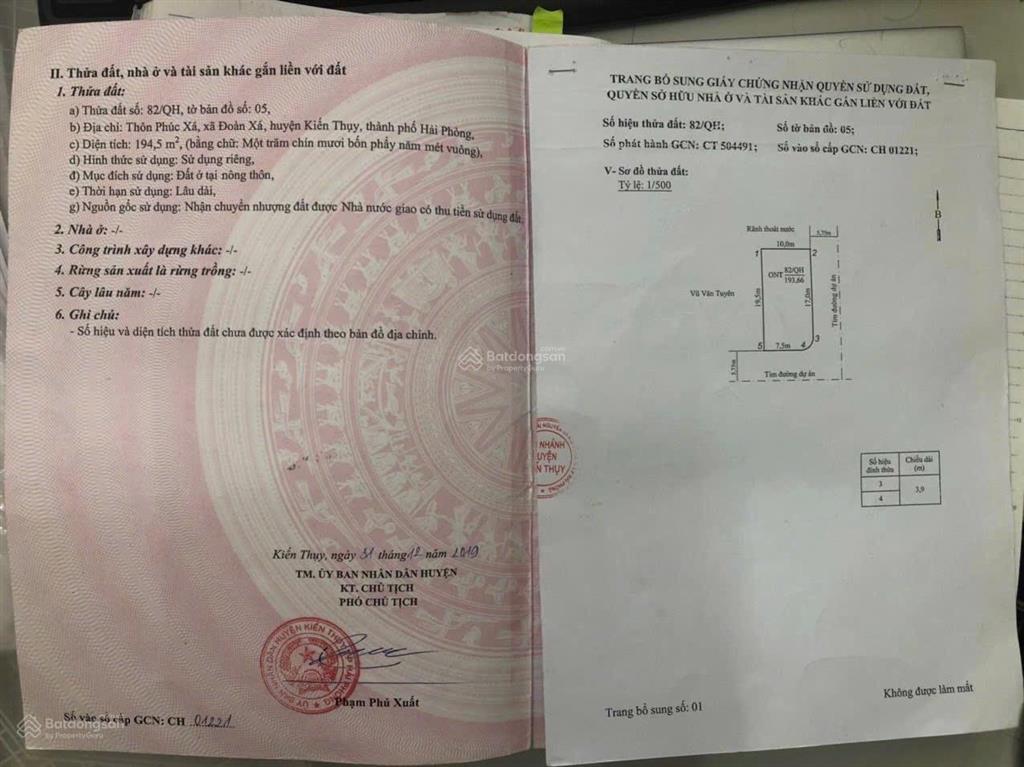 II. Thửa đất, nhà ở và tài sản khác gắn liền với đất
1. Thửa đất:
a) Thửa đất số: 82/QH, tờ bản đồ số: 05,
b) Địa chỉ: Thôn Phúc Xá, xã Đoàn Xá, huyện Kiến Thụy, thành phố Hải Phòng,
c) Diện tích: 194,5 m², (bằng chữ: Một trăm chín mươi bốn phẩy năm mét vuông),
d) Hình thức sử dụng: Sử dụng riêng,
đ) Mục đích sử dụng: Đất ở tại nông thôn,
e) Thời hạn sử dụng: Lâu dài,
g) Nguồn gốc sử dụng: Nhận chuyển nhượng đất được Nhà nước giao có thu tiền sử dụng đất.
2. Nhà ở: -/-
3. Công trình xây dựng khác: -/-
4. Rừng sản xuất là rừng trồng: -/-
5. Cây lâu năm: -/-
6. Ghi chú:
- Số hiệu và diện tích thửa đất chưa được xác định theo bản đồ địa chính.
Kiến Thụy, ngày 31 tháng 12 năm 2019
TM. ỦY BAN NHÂN DÂN HUYỆN
KT. CHỦ TỊCH
PHÓ CHỦ TỊCH
Phạm Phú Xuất
Số vào sổ cấp GCN: CH 01221
TRANG BỔ SUNG GIẤY CHỨNG NHẬN QUYỀN SỬ DỤNG ĐẤT,
QUYỀN SỞ HỮU NHÀ Ở VÀ TÀI SẢN KHÁC GẮN LIỀN VỚI ĐẤT
Số hiệu thửa đất: 82/QH;
Số tờ bản đồ: 05;
Số phát hành GCN: CT 504491;
Số vào sổ cấp GCN: CH 01221;
V- Sơ đồ thửa đất:
Tỷ lệ: 1/500
B
Rãnh thoát nước
5,75m
10,0m
1
2
ONT 82/QH
193,66
Vũ Văn Tuyên
19,5m
17,0m
Tim đường dự án
3
5
7,5m
4
5,75m
Tim đường dự án
Số hiệu đỉnh thửa
Chiều dài (m)
3
4
3,9
Trang bổ sung số: 01
Không được làm mất
Batdongsan
by PropertyGuru
Batdongsan
by PropertyGuru